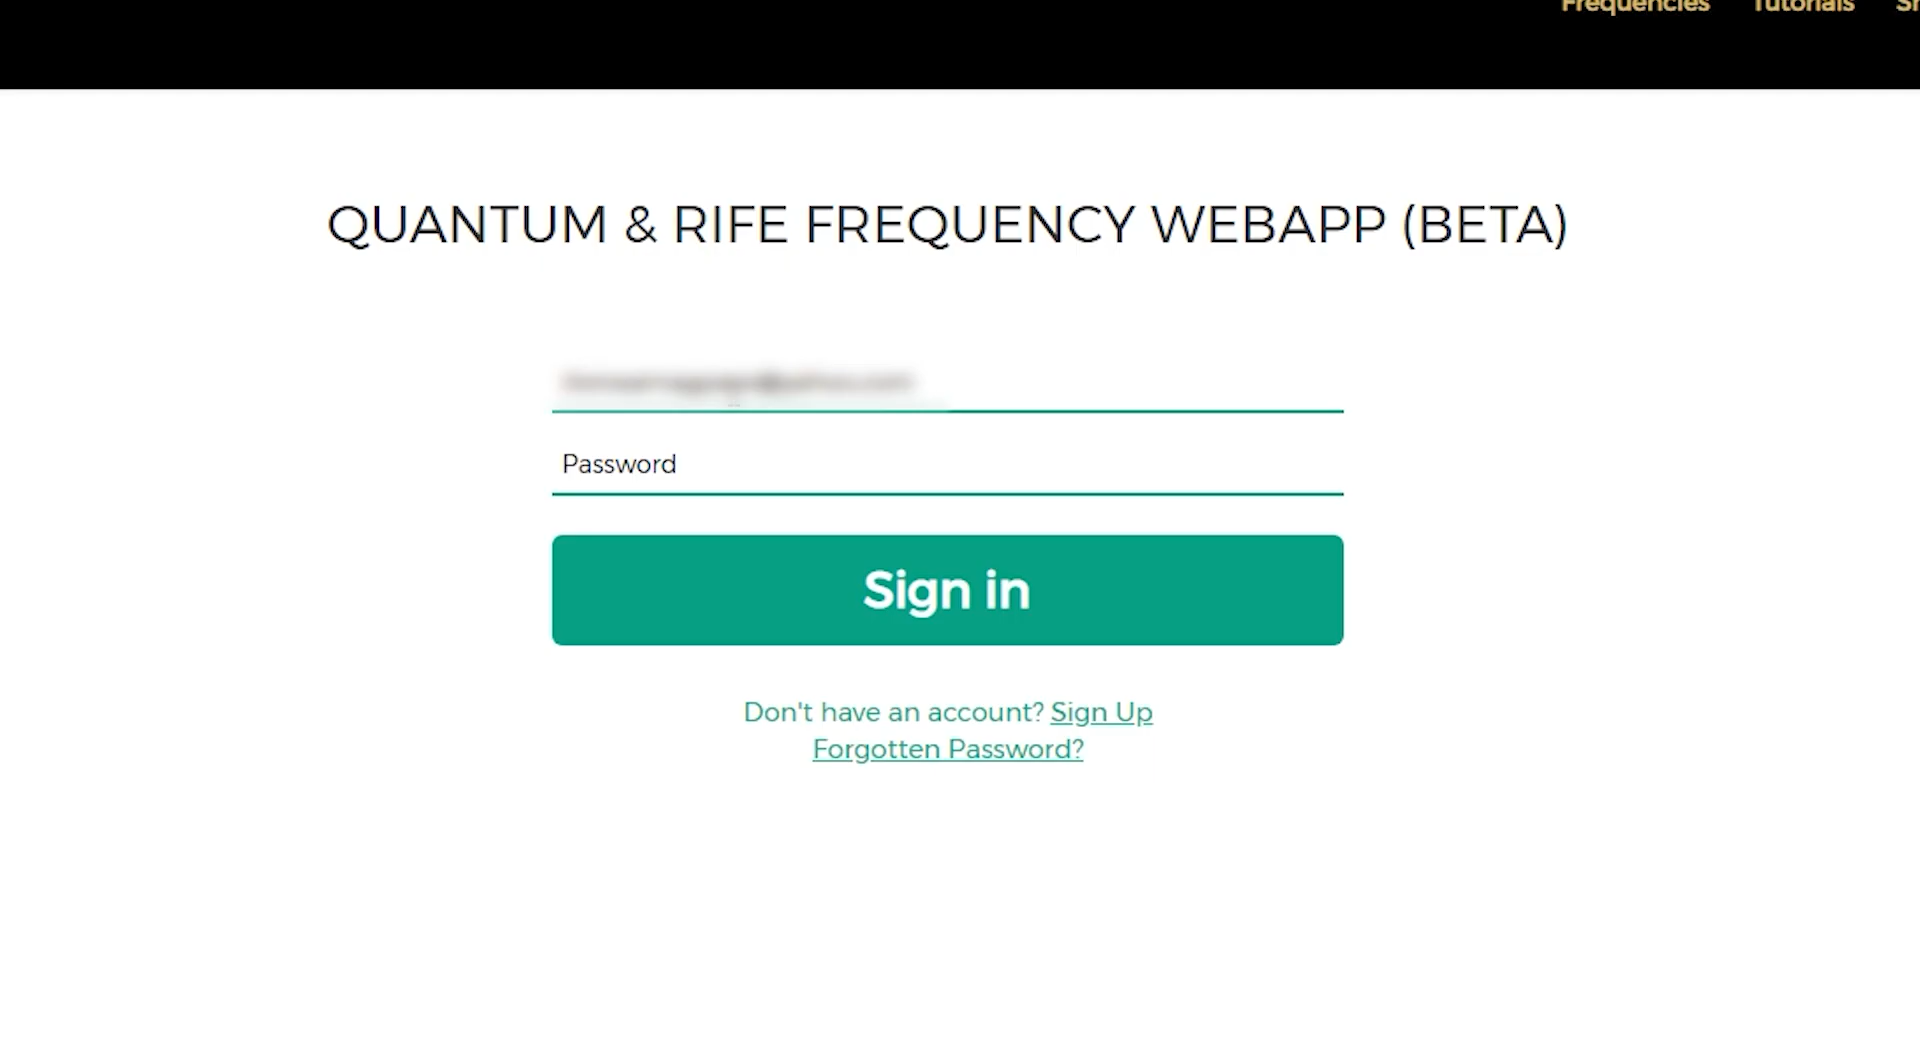 Frequencies Tutorials
QUANTUM & RIFE FREQUENCY WEBAPP (BETA)
Password
Sign in
Don't have an account? Sign Up
Forgotten Password?